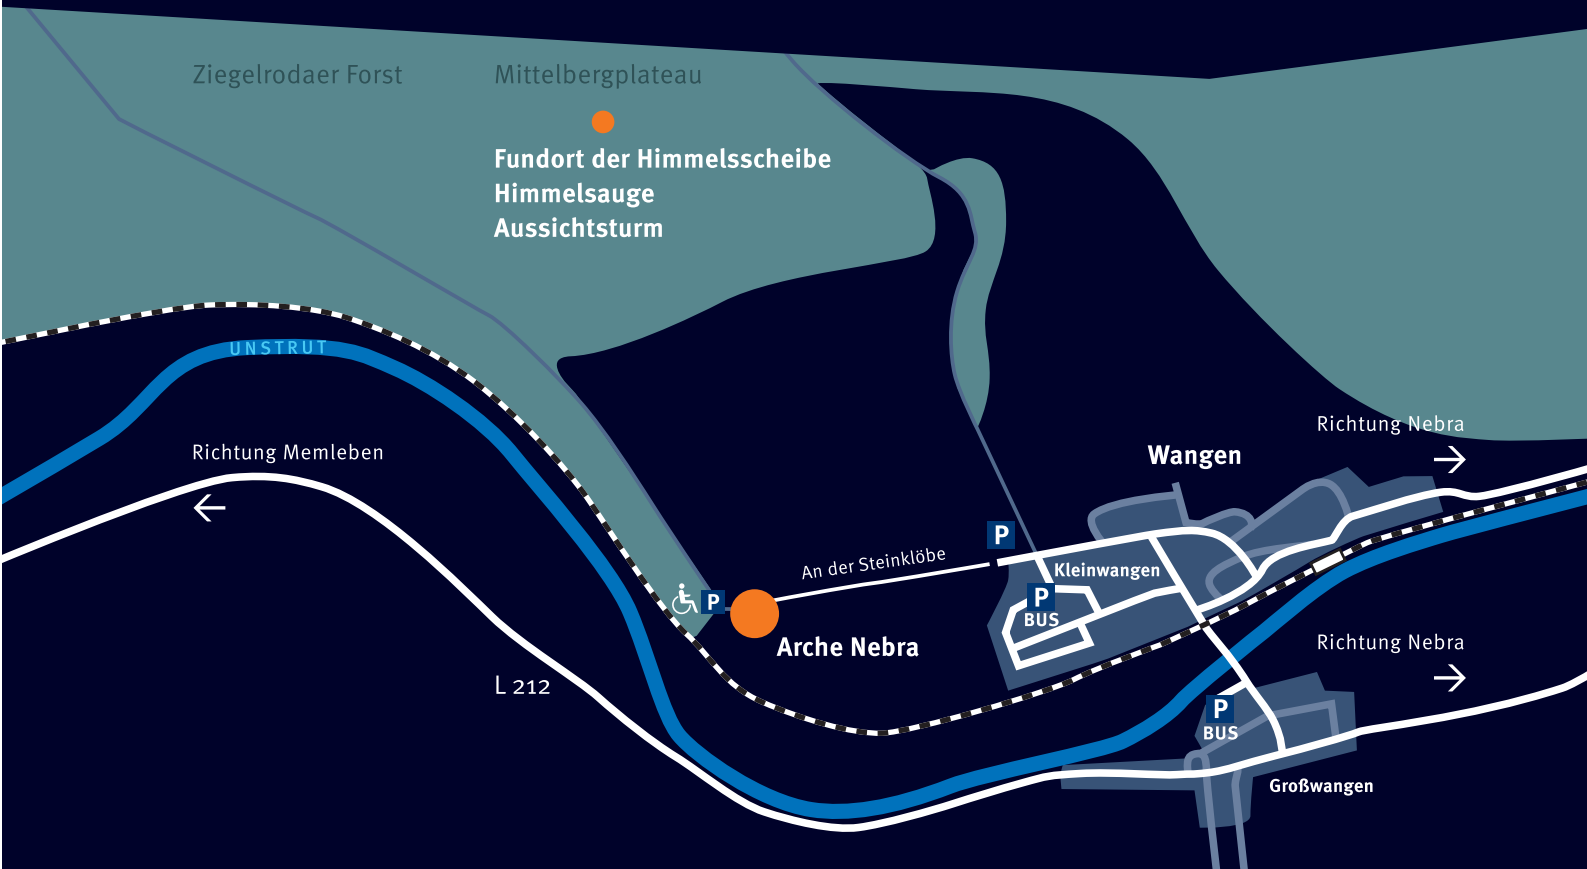 Ziegelrodaer Forst
Mittelbergplateau
Fundort der Himmelsscheibe
Himmelsauge
Aussichtsturm
UNSTRUT
Richtung Memleben
Richtung Nebra
Wangen
P
An der Steinklöbe
Kleinwangen
P
P
BUS
Arche Nebra
Richtung Nebra
L 212
P
BUS
Großwangen